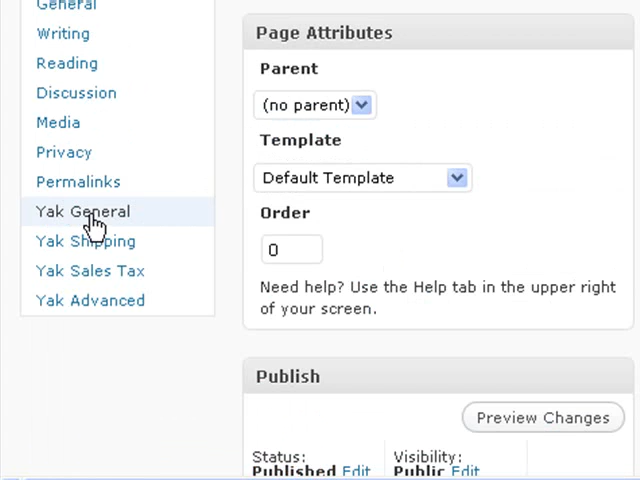 General
Writing
Reading
Discussion
Media
Privacy
Permalinks
Yak General
Yak Shipping
Yak Sales Tax
Yak Advanced
Page Attributes
Parent
(no parent)
Template
Default Template
Order
0
Need help? Use the Help tab in the upper right
of your screen.
Publish
Preview Changes
Status:
Published Edit
Visibility:
Public Edit